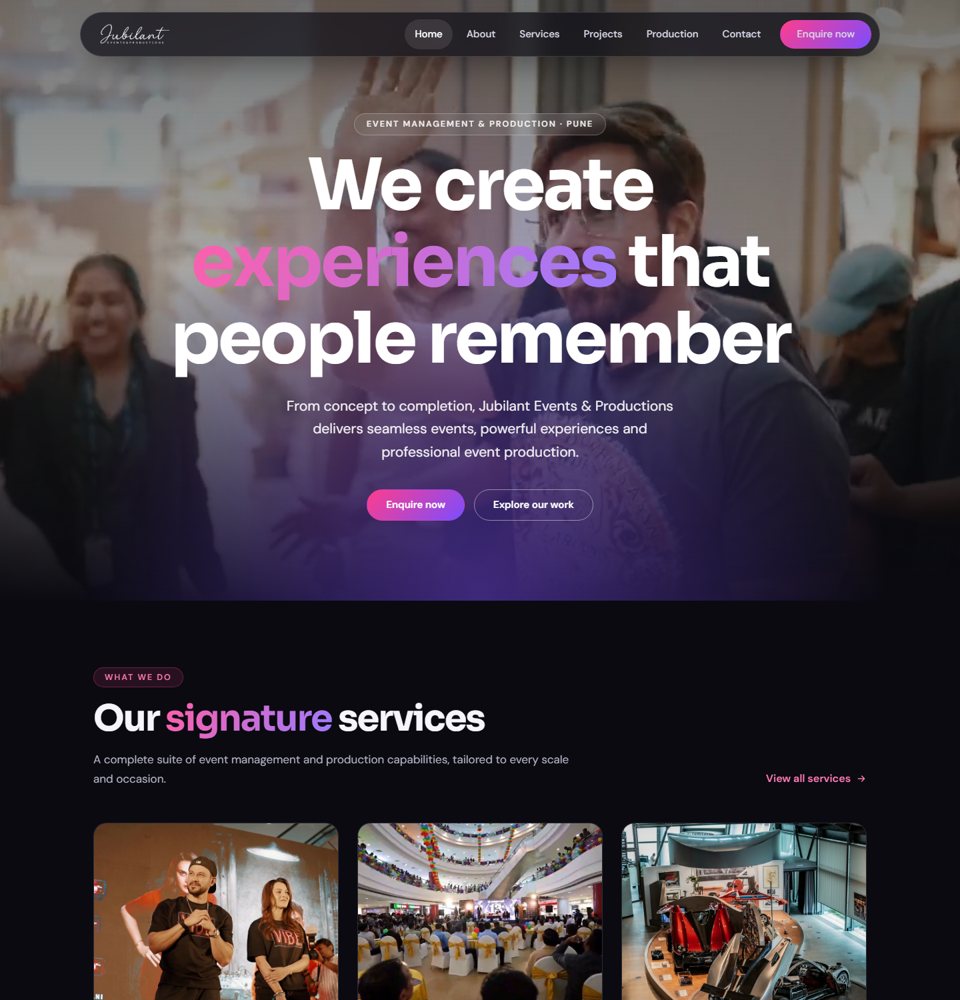 Jubilant
EVENTS & PRODUCTIONS
Home About Services Projects Production Contact Enquire now
EVENT MANAGEMENT & PRODUCTION · PUNE
We create
experiences that
people remember
From concept to completion, Jubilant Events & Productions
delivers seamless events, powerful experiences and
professional event production.
Enquire now Explore our work
WHAT WE DO
Our signature services
A complete suite of event management and production capabilities, tailored to every scale
and occasion.
View all services →
VIBE